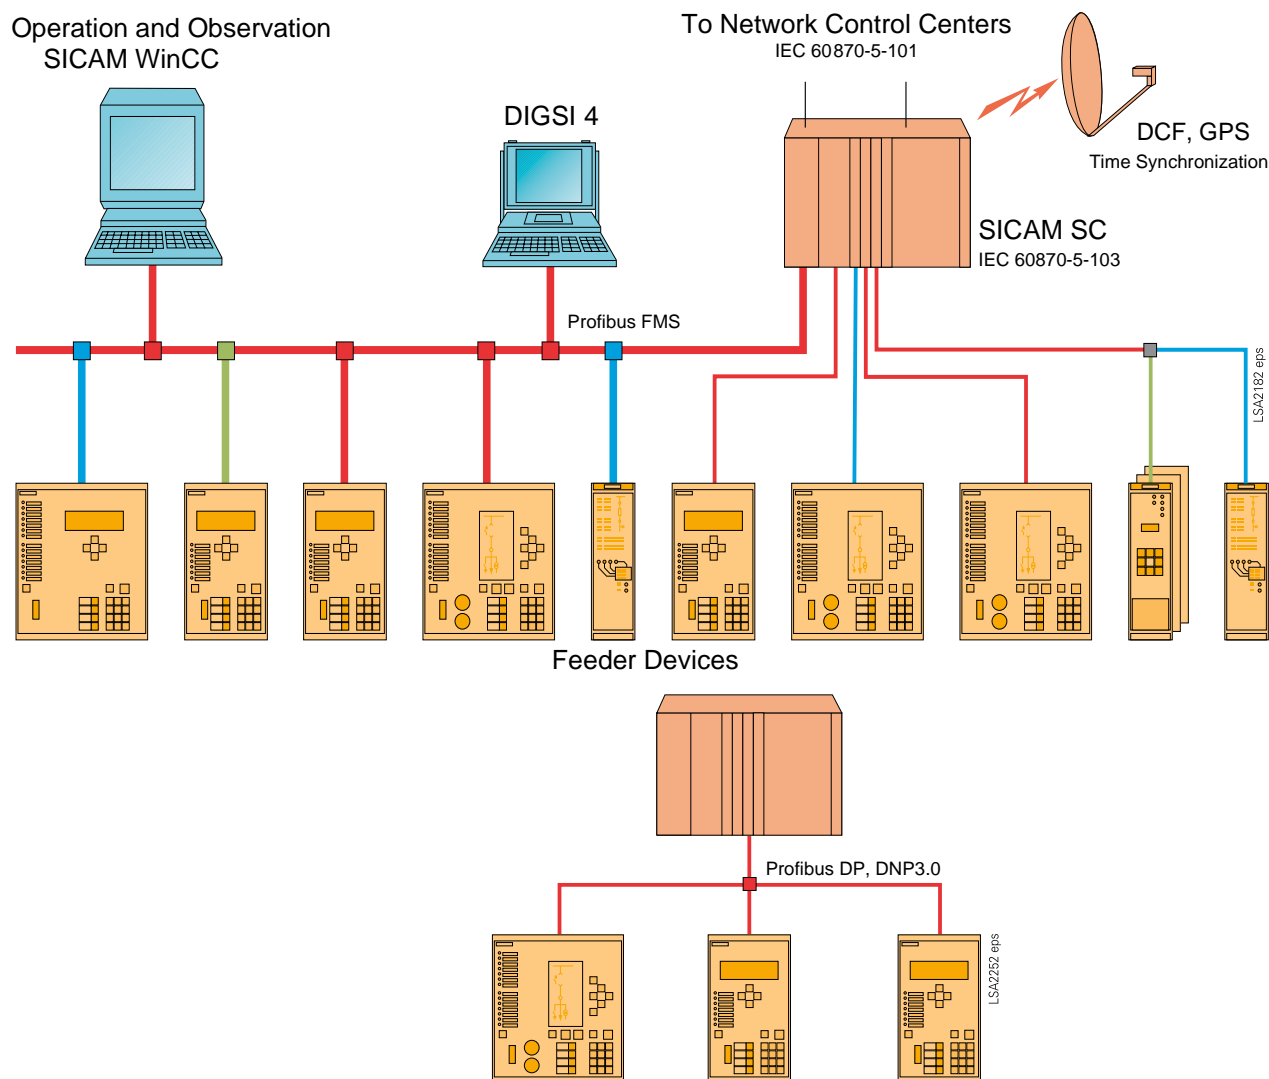 Operation and Observation
SICAM WinCC
To Network Control Centers
IEC 60870-5-101
DIGSI 4
DCF, GPS
Time Synchronization
SICAM SC
IEC 60870-5-103
Profibus FMS
LSA2182 eps
Feeder Devices
Profibus DP, DNP3.0
LSA2252 eps